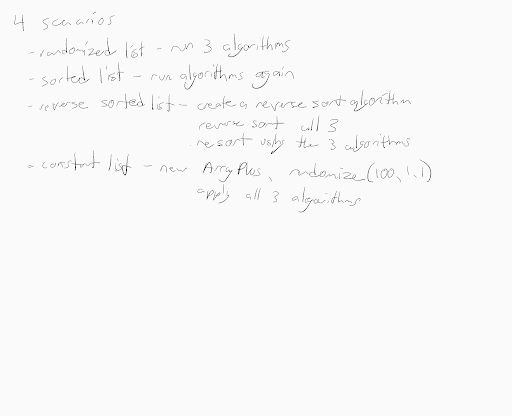 4 scenarios
- randomized list - run 3 algorithms
- sorted list - run algorithms again
- reverse sorted list - create a reverse sort algorithm
reverse sort all 3
resort using the 3 algorithms
- constant list - new ArrayPlus, randomize(100,1,1)
apply all 3 algorithms